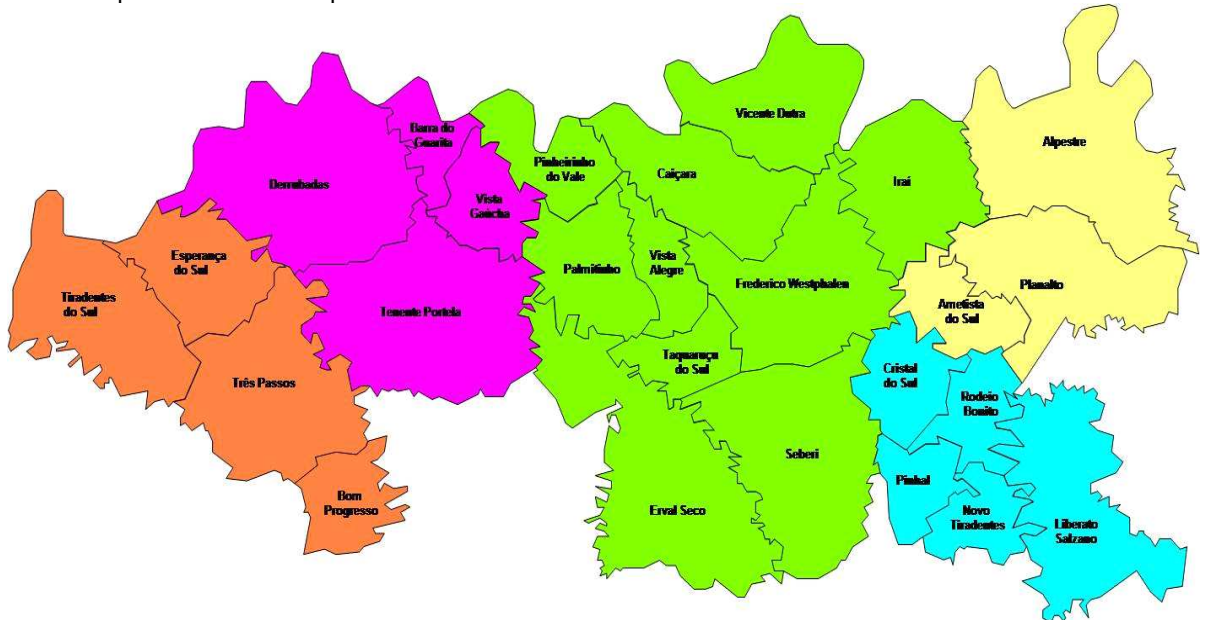 Vicente Dutra
Barra do
Guarita
Alpestre
Pinheirinho
do Vale
Caiçara
Iraí
Derrubadas
Vista
Gaúcha
Esperança
do Sul
Palmitinho
Vista
Alegre
Frederico Westphalen
Planalto
Tiradentes
do Sul
Tenente Portela
Ametista
do Sul
Taquaruçu
do Sul
Três Passos
Cristal
do Sul
Rodeio
Bonito
Seberi
Pinhal
Bom
Progresso
Erval Seco
Novo
Tiradentes
Liberato
Salzano